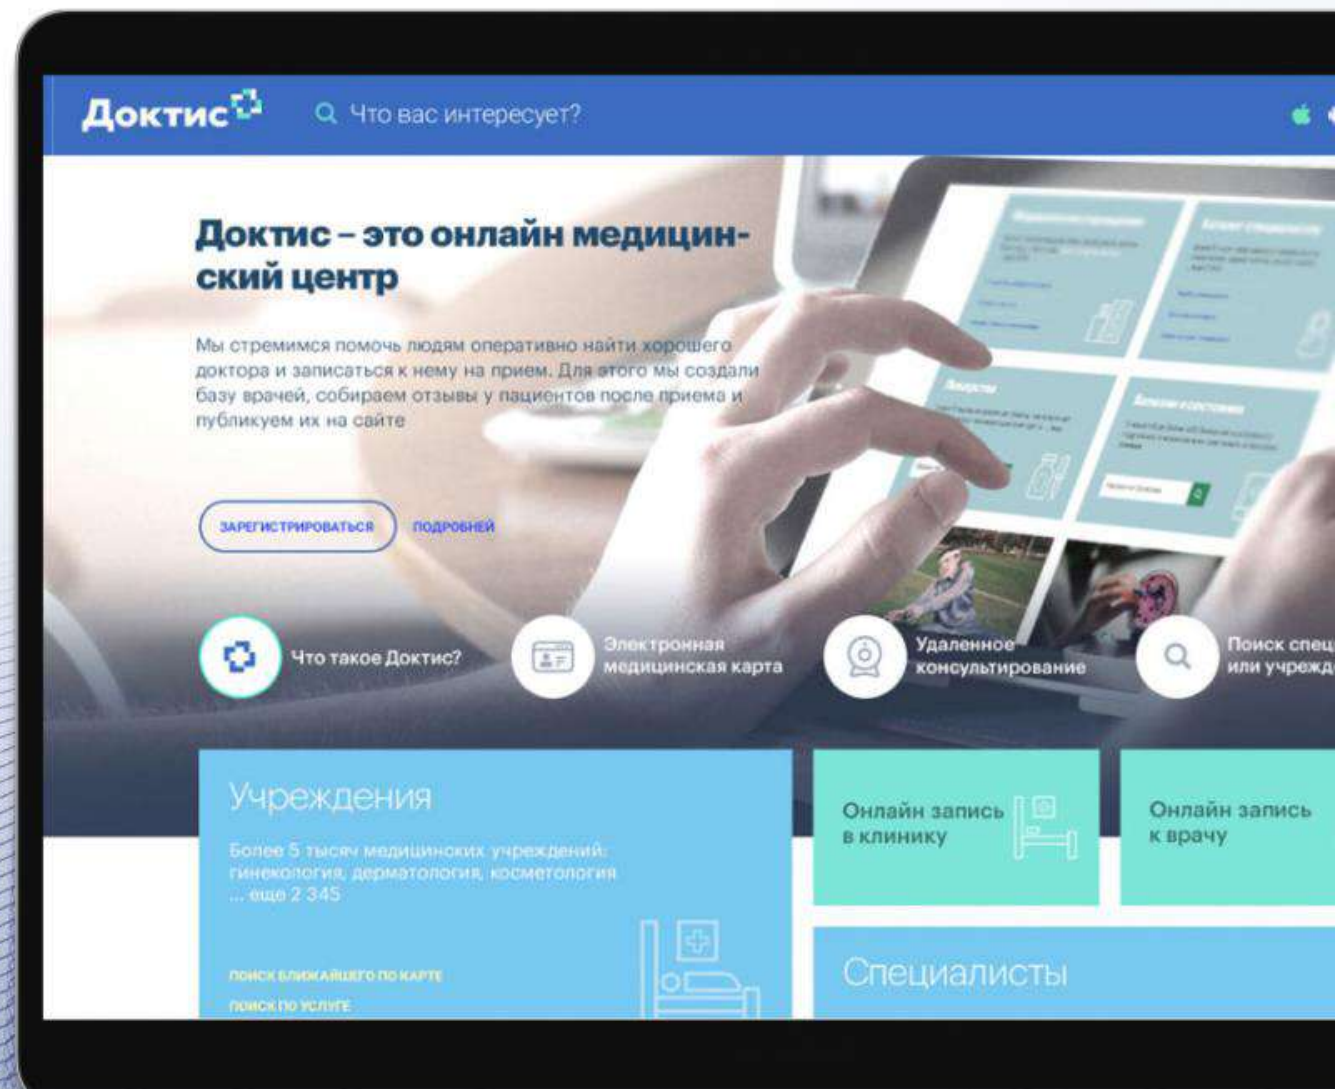 Доктис
Что вас интересует?
Доктис – это онлайн медицин-
ский центр
Мы стремимся помочь людям оперативно найти хорошего
доктора и записаться к нему на прием. Для этого мы создали
базу врачей, собираем отзывы у пациентов после приема и
публикуем их на сайте
ЗАРЕГИСТРИРОВАТЬСЯ ПОДРОБНЕЙ
Что такое Доктис?
Электронная
медицинская карта
Удаленное
консультирование
Поиск спец
или учрежд
Учреждения
Более 5 тысяч медицинских учреждений:
гинекология, дерматология, косметология
... еще 2 345
ПОИСК БЛИЖАЙШЕГО ПО КАРТЕ
ПОИСК ПО УСЛУГЕ
Онлайн запись
в клинику
Онлайн запись
к врачу
Специалисты